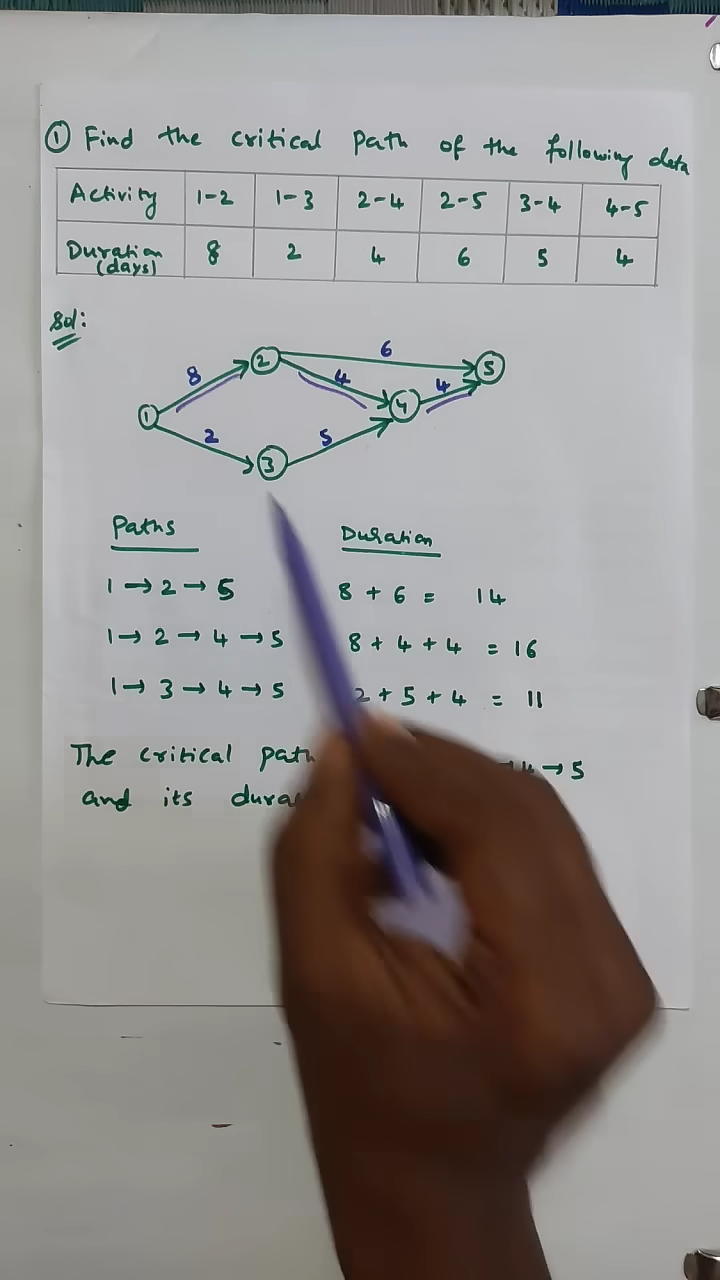 ① Find the critical path of the following data
Activity 1-2 1-3 2-4 2-5 3-4 4-5
Duration 8 2 4 6 5 4
(days)
Sol:
8 2 6 5
1 4 4 4
2 5
3
Paths Duration
1 → 2 → 5 8 + 6 = 14
1 → 2 → 4 → 5 8 + 4 + 4 = 16
1 → 3 → 4 → 5 2 + 5 + 4 = 11
The critical path → 4 → 5
and its